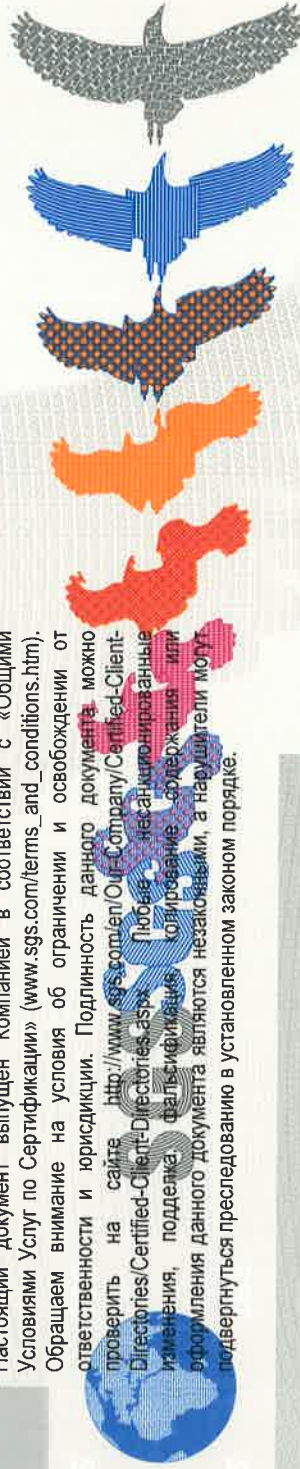 Настоящий документ выпущен Компанией в соответствии с «Общими
Условиями Услуг по Сертификации» (www.sgs.com/terms_and_conditions.htm).
Обращаем внимание на условия об ограничении и освобождении от
ответственности и юрисдикции. Подлинность данного документа можно
проверить на сайте http://www.sgs.com/en/Our-Company/Certified-Client-
Directories/Certified-Client-Directories.aspx. Любые несанкционированные
изменения, подделка, фальсификация, копирование содержания или
оформления данного документа являются незаконными, а нарушители могут
подвергнуться преследованию в установленном законом порядке.
SGS
SGS